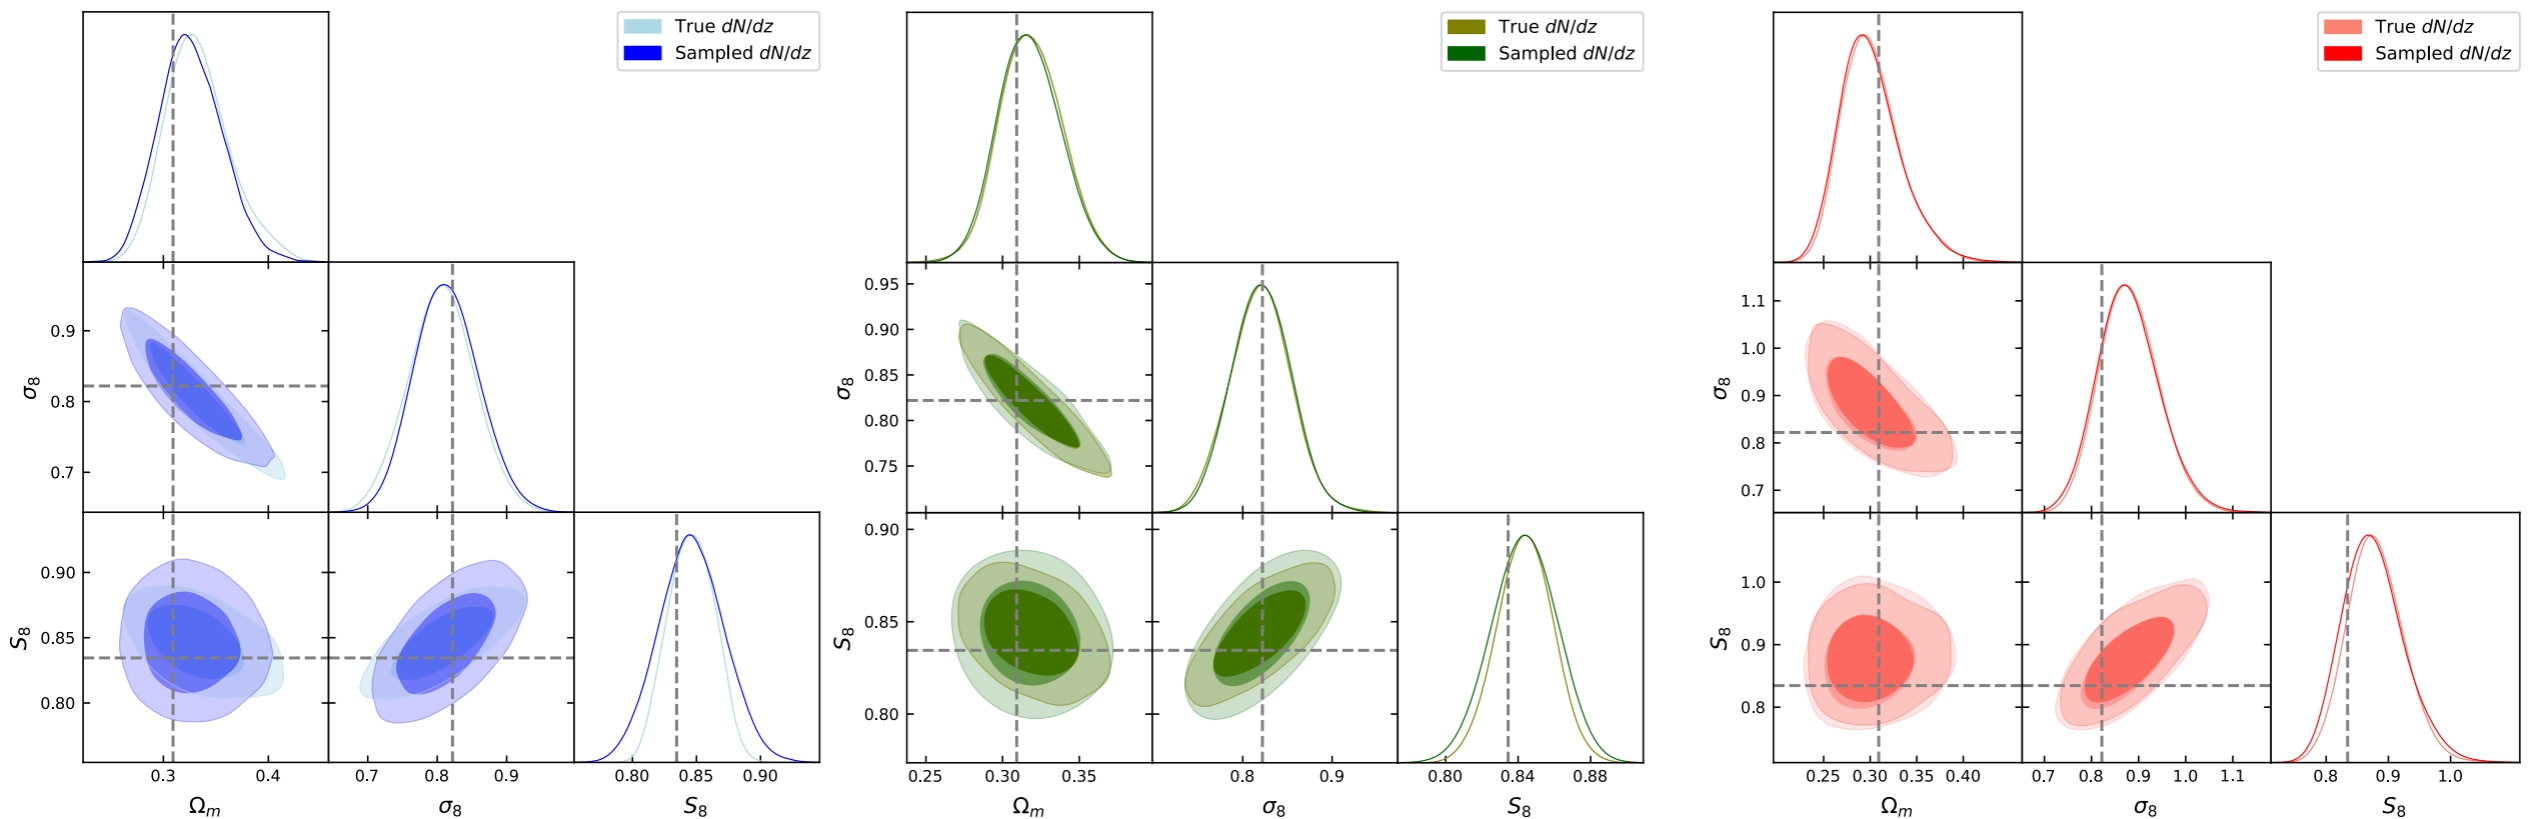 True dN/dz
Sampled dN/dz
True dN/dz
Sampled dN/dz
True dN/dz
Sampled dN/dz
0.9
0.8
0.7
σ8
0.95
0.90
0.85
0.80
0.75
σ8
1.1
1.0
0.9
0.8
0.7
σ8
0.90
0.85
0.80
S8
0.90
0.85
0.80
S8
1.0
0.9
0.8
S8
0.3 0.4 0.7 0.8 0.9 0.80 0.85 0.90
0.25 0.30 0.35 0.8 0.9 0.80 0.84 0.88
0.25 0.30 0.35 0.40 0.7 0.8 0.9 1.0 1.1 0.8 0.9 1.0
Ωm σ8 S8
Ωm σ8 S8
Ωm σ8 S8